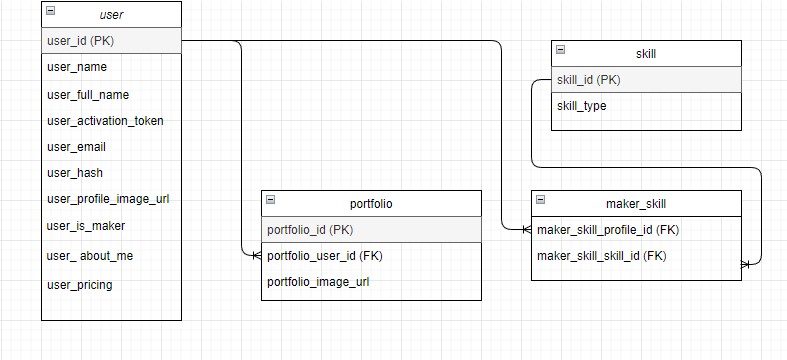 user
user_id (PK)
user_name
user_full_name
user_activation_token
user_email
user_hash
user_profile_image_url
user_is_maker
user_ about_me
user_pricing
portfolio
portfolio_id (PK)
portfolio_user_id (FK)
portfolio_image_url
skill
skill_id (PK)
skill_type
maker_skill
maker_skill_profile_id (FK)
maker_skill_skill_id (FK)